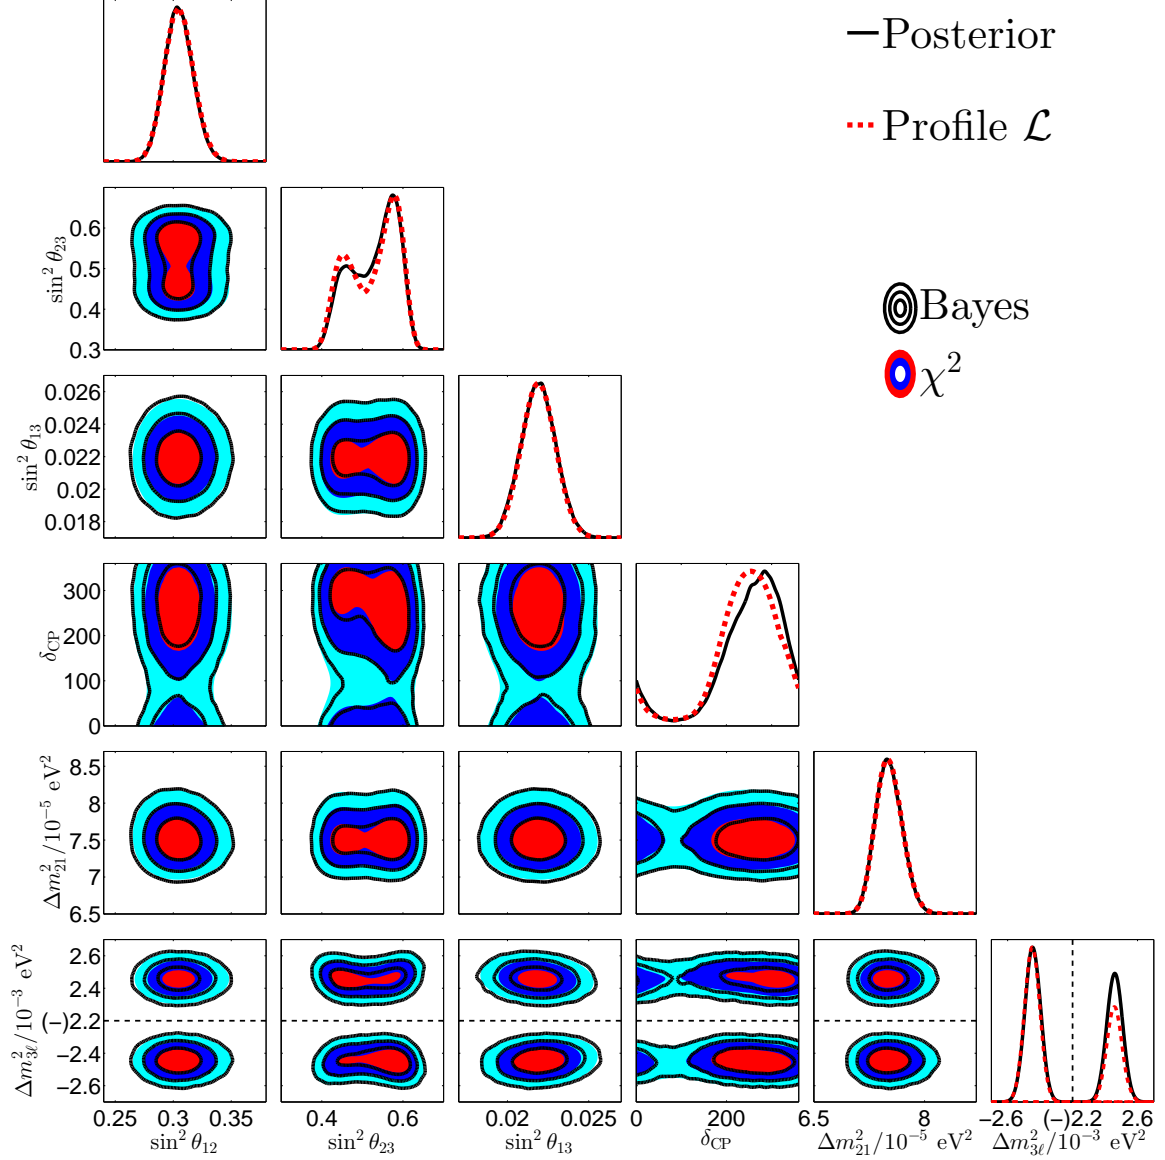 Posterior
Profile ℒ
Bayes
χ²
sin² θ₂₃
0.6
0.5
0.4
0.3
sin² θ₁₃
0.026
0.024
0.022
0.02
0.018
δ_CP
300
200
100
0
Δm²₂₁/10⁻⁵ eV²
8.5
8
7.5
7
6.5
Δm²₃ℓ/10⁻³ eV²
2.6
2.4
(−)2.2
−2.4
−2.6
0.25 0.3 0.35
sin² θ₁₂
0.4 0.6
sin² θ₂₃
0.022 0.027
sin² θ₁₃
0 200
δ_CP
6.5 8
Δm²₂₁/10⁻⁵ eV²
−2.6 (−)2.2 2.6
Δm²₃ℓ/10⁻³ eV²